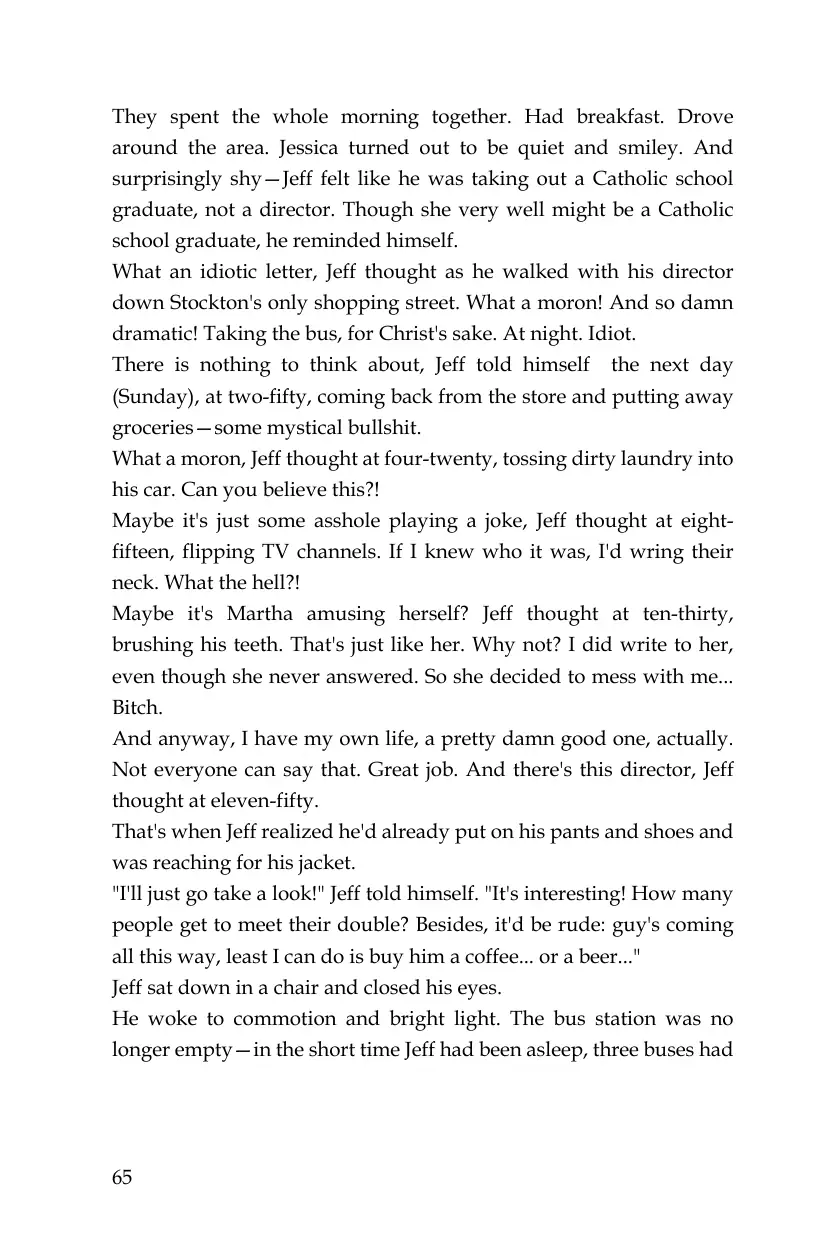 They spent the whole morning together. Had breakfast. Drove
around the area. Jessica turned out to be quiet and smiley. And
surprisingly shy—Jeff felt like he was taking out a Catholic school
graduate, not a director. Though she very well might be a Catholic
school graduate, he reminded himself.
What an idiotic letter, Jeff thought as he walked with his director
down Stockton's only shopping street. What a moron! And so damn
dramatic! Taking the bus, for Christ's sake. At night. Idiot.
There is nothing to think about, Jeff told himself  the next day
(Sunday), at two-fifty, coming back from the store and putting away
groceries—some mystical bullshit.
What a moron, Jeff thought at four-twenty, tossing dirty laundry into
his car. Can you believe this?!
Maybe it's just some asshole playing a joke, Jeff thought at eight-
fifteen, flipping TV channels. If I knew who it was, I'd wring their
neck. What the hell?!
Maybe it's Martha amusing herself? Jeff thought at ten-thirty,
brushing his teeth. That's just like her. Why not? I did write to her,
even though she never answered. So she decided to mess with me...
Bitch.
And anyway, I have my own life, a pretty damn good one, actually.
Not everyone can say that. Great job. And there's this director, Jeff
thought at eleven-fifty.
That's when Jeff realized he'd already put on his pants and shoes and
was reaching for his jacket.
"I'll just go take a look!" Jeff told himself. "It's interesting! How many
people get to meet their double? Besides, it'd be rude: guy's coming
all this way, least I can do is buy him a coffee... or a beer..."
Jeff sat down in a chair and closed his eyes.
He woke to commotion and bright light. The bus station was no
longer empty—in the short time Jeff had been asleep, three buses had
65